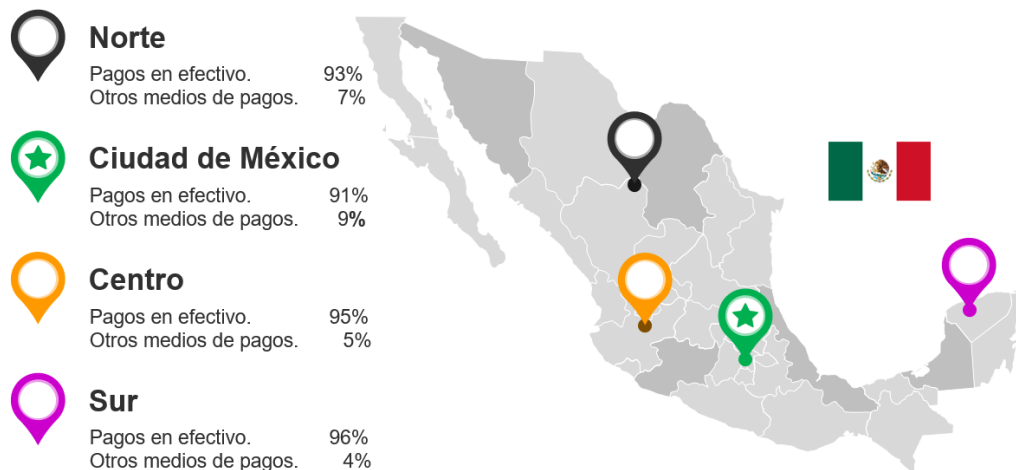 Norte
Pagos en efectivo. 93%
Otros medios de pagos. 7%
Ciudad de México
Pagos en efectivo. 91%
Otros medios de pagos. 9%
Centro
Pagos en efectivo. 95%
Otros medios de pagos. 5%
Sur
Pagos en efectivo. 96%
Otros medios de pagos. 4%